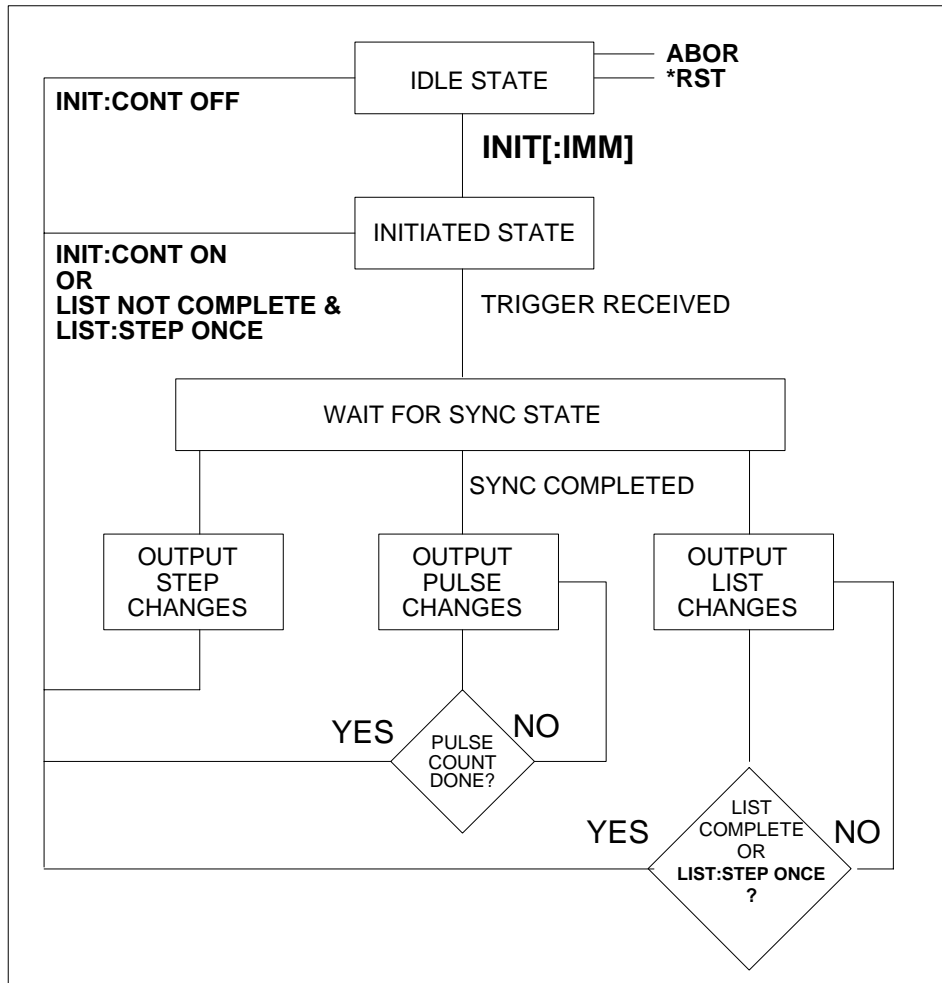 ABOR
*RST
IDLE STATE
INIT:CONT OFF
INIT[:IMM]
INITIATED STATE
INIT:CONT ON
OR
LIST NOT COMPLETE &
LIST:STEP ONCE
TRIGGER RECEIVED
WAIT FOR SYNC STATE
SYNC COMPLETED
OUTPUT
STEP
CHANGES
OUTPUT
PULSE
CHANGES
OUTPUT
LIST
CHANGES
YES
NO
PULSE
COUNT
DONE?
YES
NO
LIST
COMPLETE
OR
LIST:STEP ONCE
?